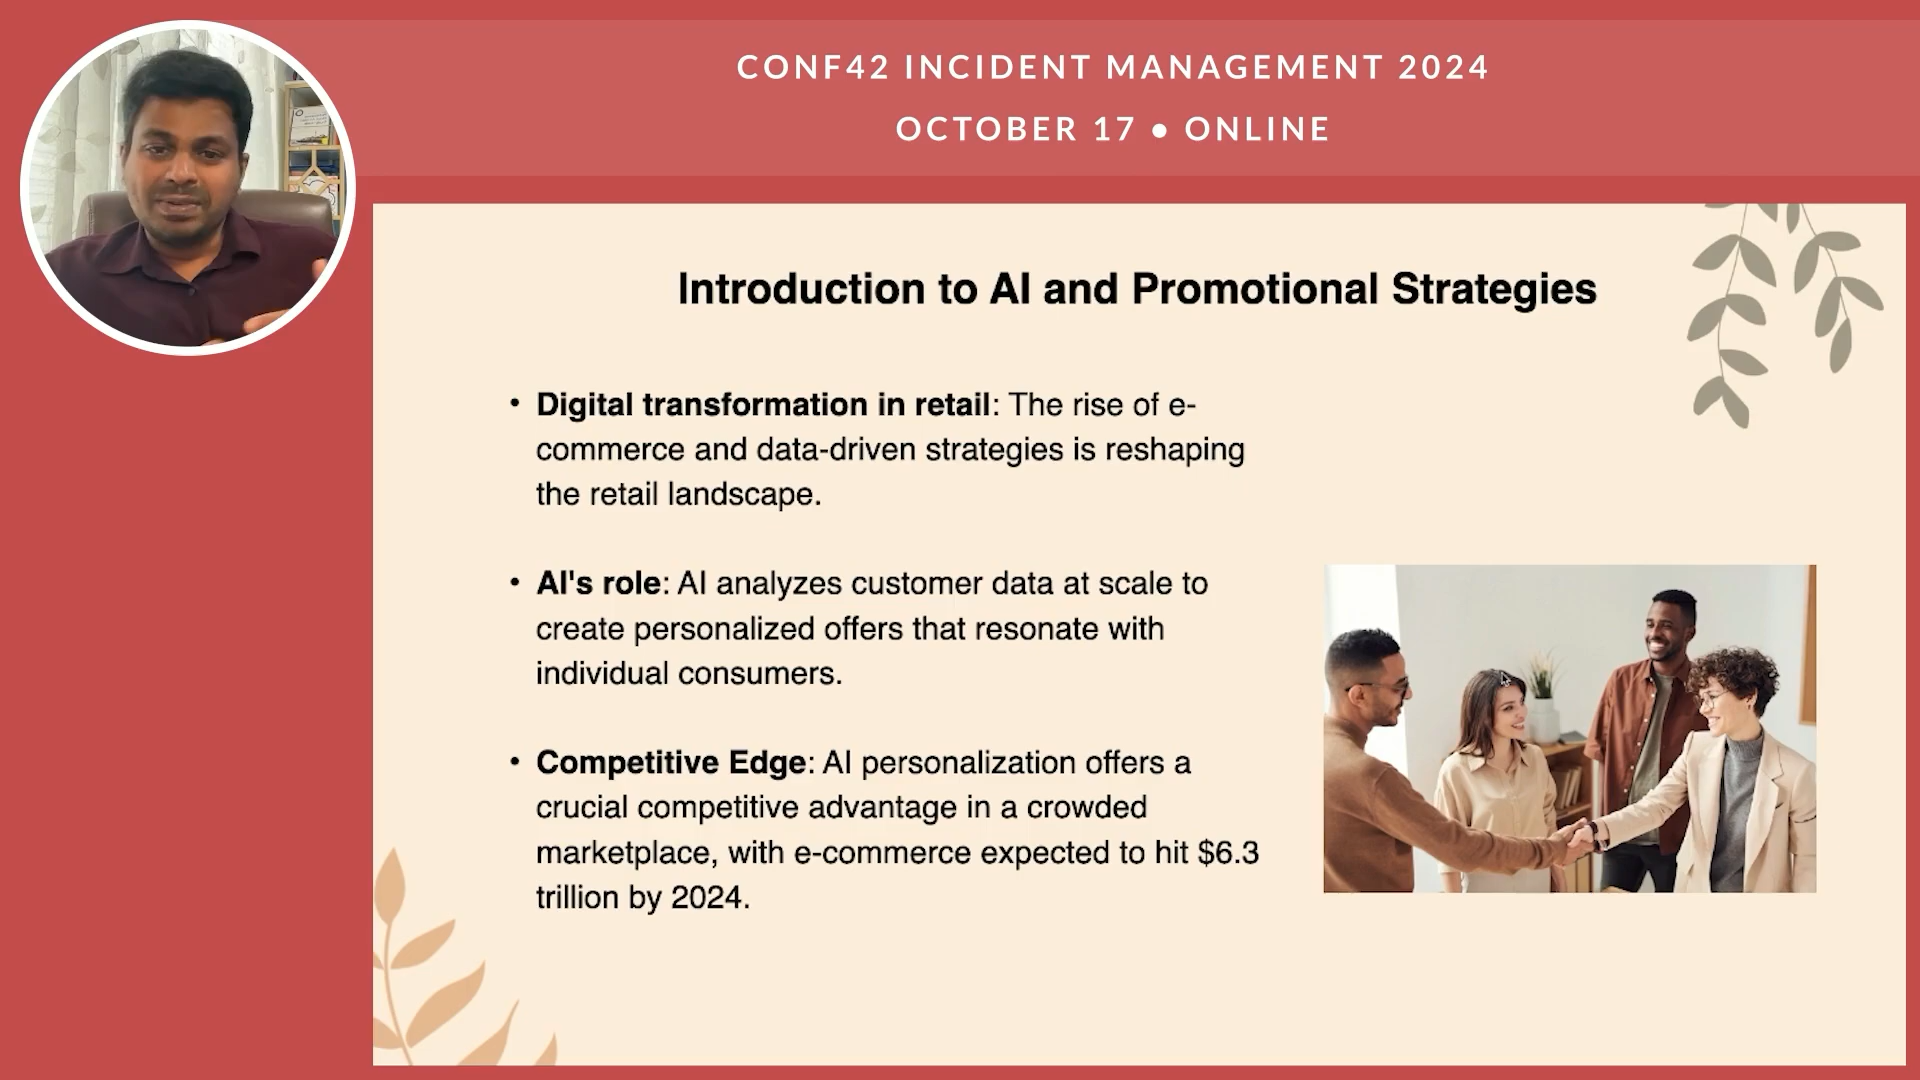 CONF42 INCIDENT MANAGEMENT 2024
OCTOBER 17 ● ONLINE
Introduction to AI and Promotional Strategies
• Digital transformation in retail: The rise of e-
commerce and data-driven strategies is reshaping
the retail landscape.
• AI's role: AI analyzes customer data at scale to
create personalized offers that resonate with
individual consumers.
• Competitive Edge: AI personalization offers a
crucial competitive advantage in a crowded
marketplace, with e-commerce expected to hit $6.3
trillion by 2024.